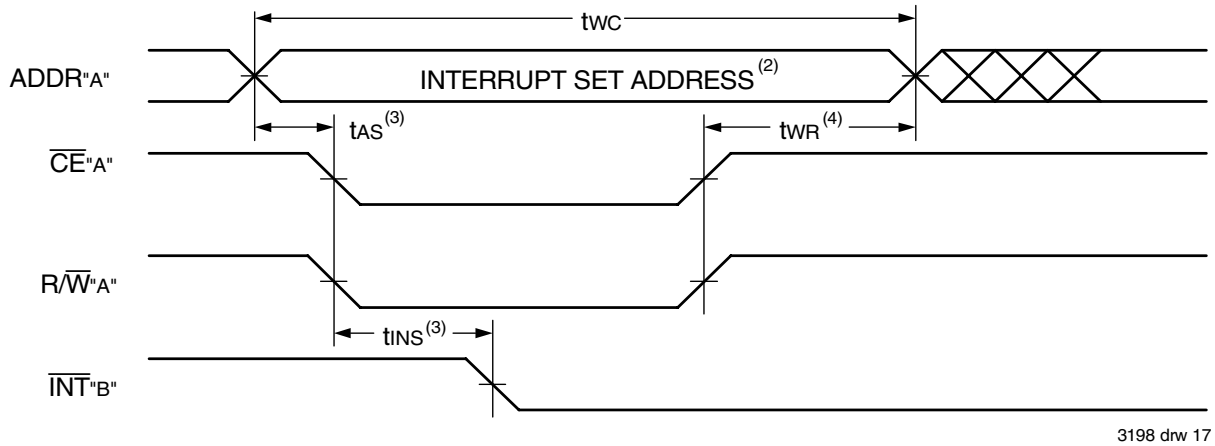 tWC
ADDR"A"
INTERRUPT SET ADDRESS(2)
tAS(3)
tWR(4)
CE"A"
R/W"A"
tINS(3)
INT"B"
3198 drw 17